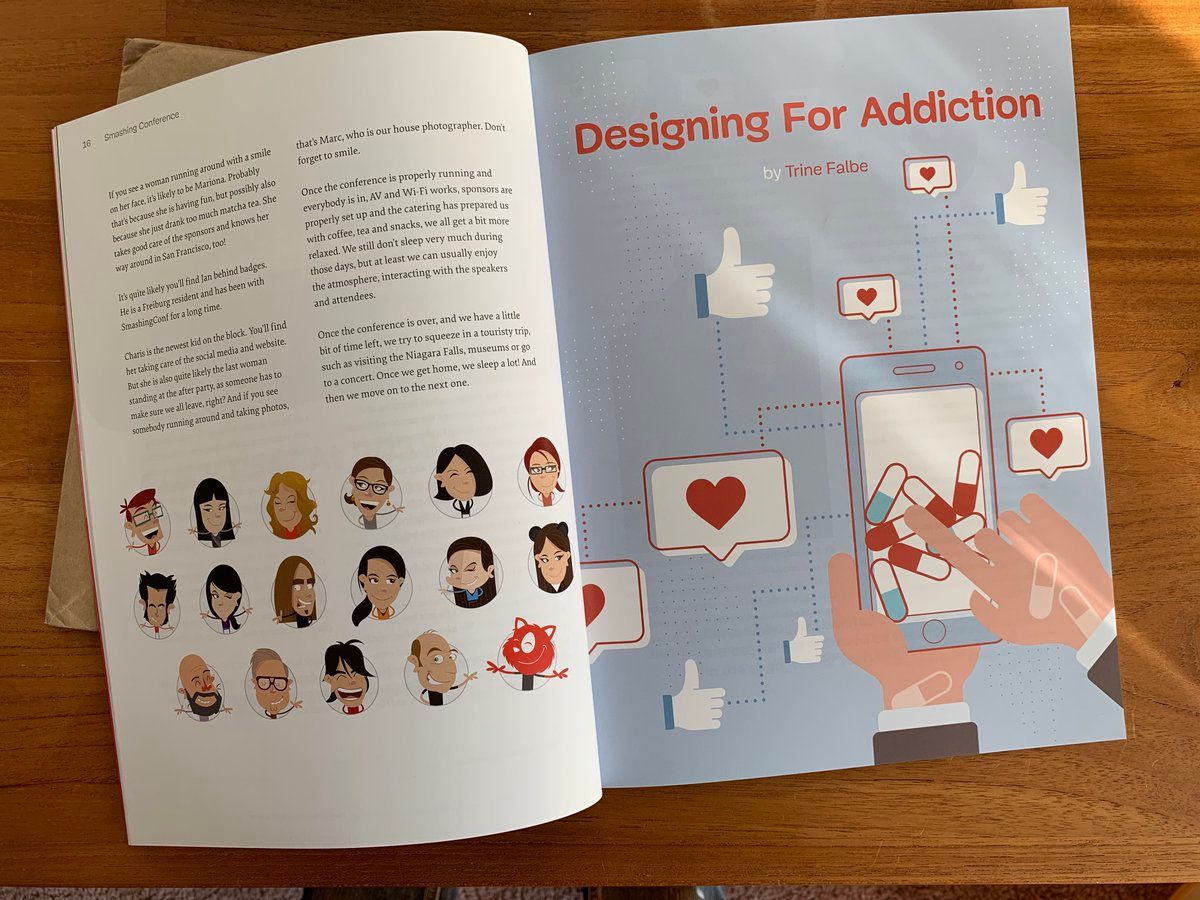 16 Smashing Conference
If you see a woman running around with a smile
on her face, it's likely to be Mariona. Probably
that's because she is having fun, but possibly also
because she just drank too much matcha tea. She
takes good care of the sponsors and knows her
way around in San Francisco, too!
It's quite likely you'll find Jan behind badges.
He is a Freiburg resident and has been with
SmashingConf for a long time.
Charis is the newest kid on the block. You'll find
her taking care of the social media and website.
But she is also quite likely the last woman
standing at the after party, as someone has to
make sure we all leave, right? And if you see
somebody running around and taking photos,
that's Marc, who is our house photographer. Don't
forget to smile.
Once the conference is properly running and
everybody is in, AV and Wi-Fi works, sponsors are
properly set up and the catering has prepared us
with coffee, tea and snacks, we all get a bit more
relaxed. We still don't sleep very much during
those days, but at least we can usually enjoy
the atmosphere, interacting with the speakers
and attendees.
Once the conference is over, and we have a little
bit of time left, we try to squeeze in a touristy trip,
such as visiting the Niagara Falls, museums or go
to a concert. Once we get home, we sleep a lot! And
then we move on to the next one.
Designing For Addiction
by Trine Falbe